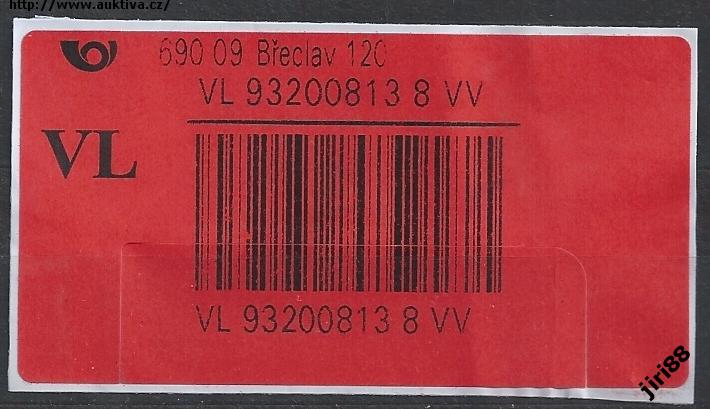 http://www.auktiva.cz/
690 09 Břeclav 120
VL 93200813 8 VV
VL
VL 93200813 8 VV
jiri88